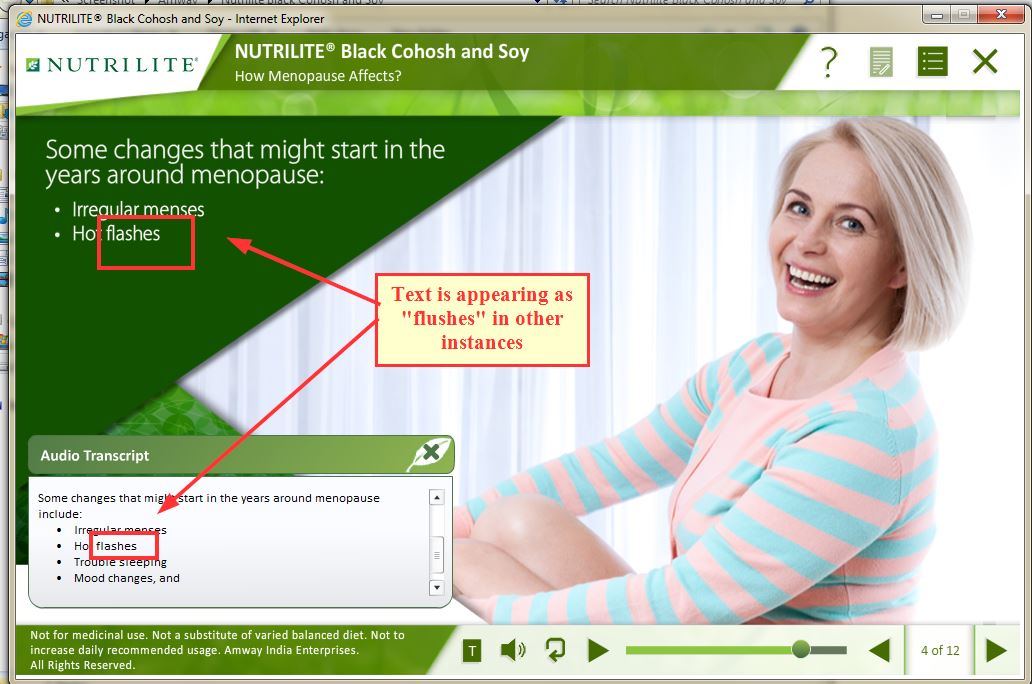 NUTRILITE® Black Cohosh and Soy - Internet Explorer
NUTRILITE®
NUTRILITE® Black Cohosh and Soy
How Menopause Affects?
Some changes that might start in the
years around menopause:
• Irregular menses
• Hot flashes
Text is appearing as
"flushes" in other
instances
Audio Transcript
Some changes that might start in the years around menopause
include:
• Irregular menses
• Hot flashes
• Trouble sleeping
• Mood changes, and
Not for medicinal use. Not a substitute of varied balanced diet. Not to
increase daily recommended usage. Amway India Enterprises.
All Rights Reserved.
T
4 of 12